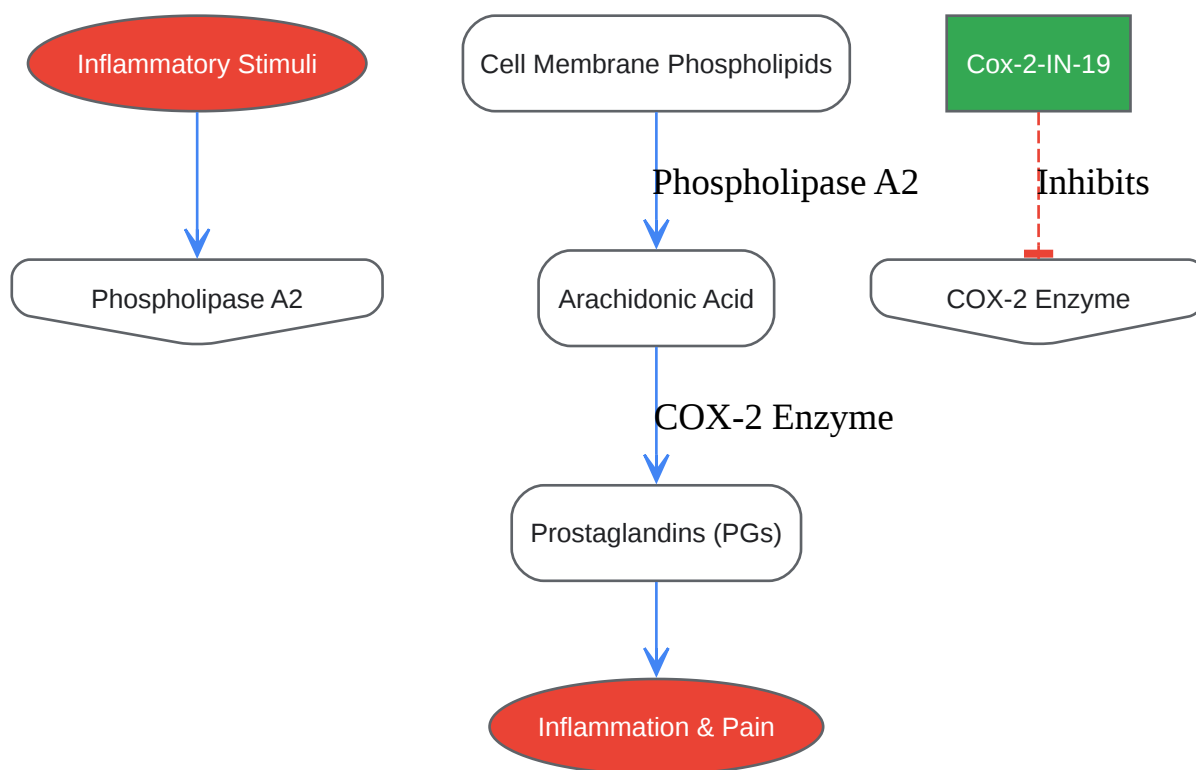 Inflammatory Stimuli
Cell Membrane Phospholipids
Cox-2-IN-19
Phospholipase A2
Inhibits
Phospholipase A2
Arachidonic Acid
COX-2 Enzyme
COX-2 Enzyme
Prostaglandins (PGs)
Inflammation & Pain